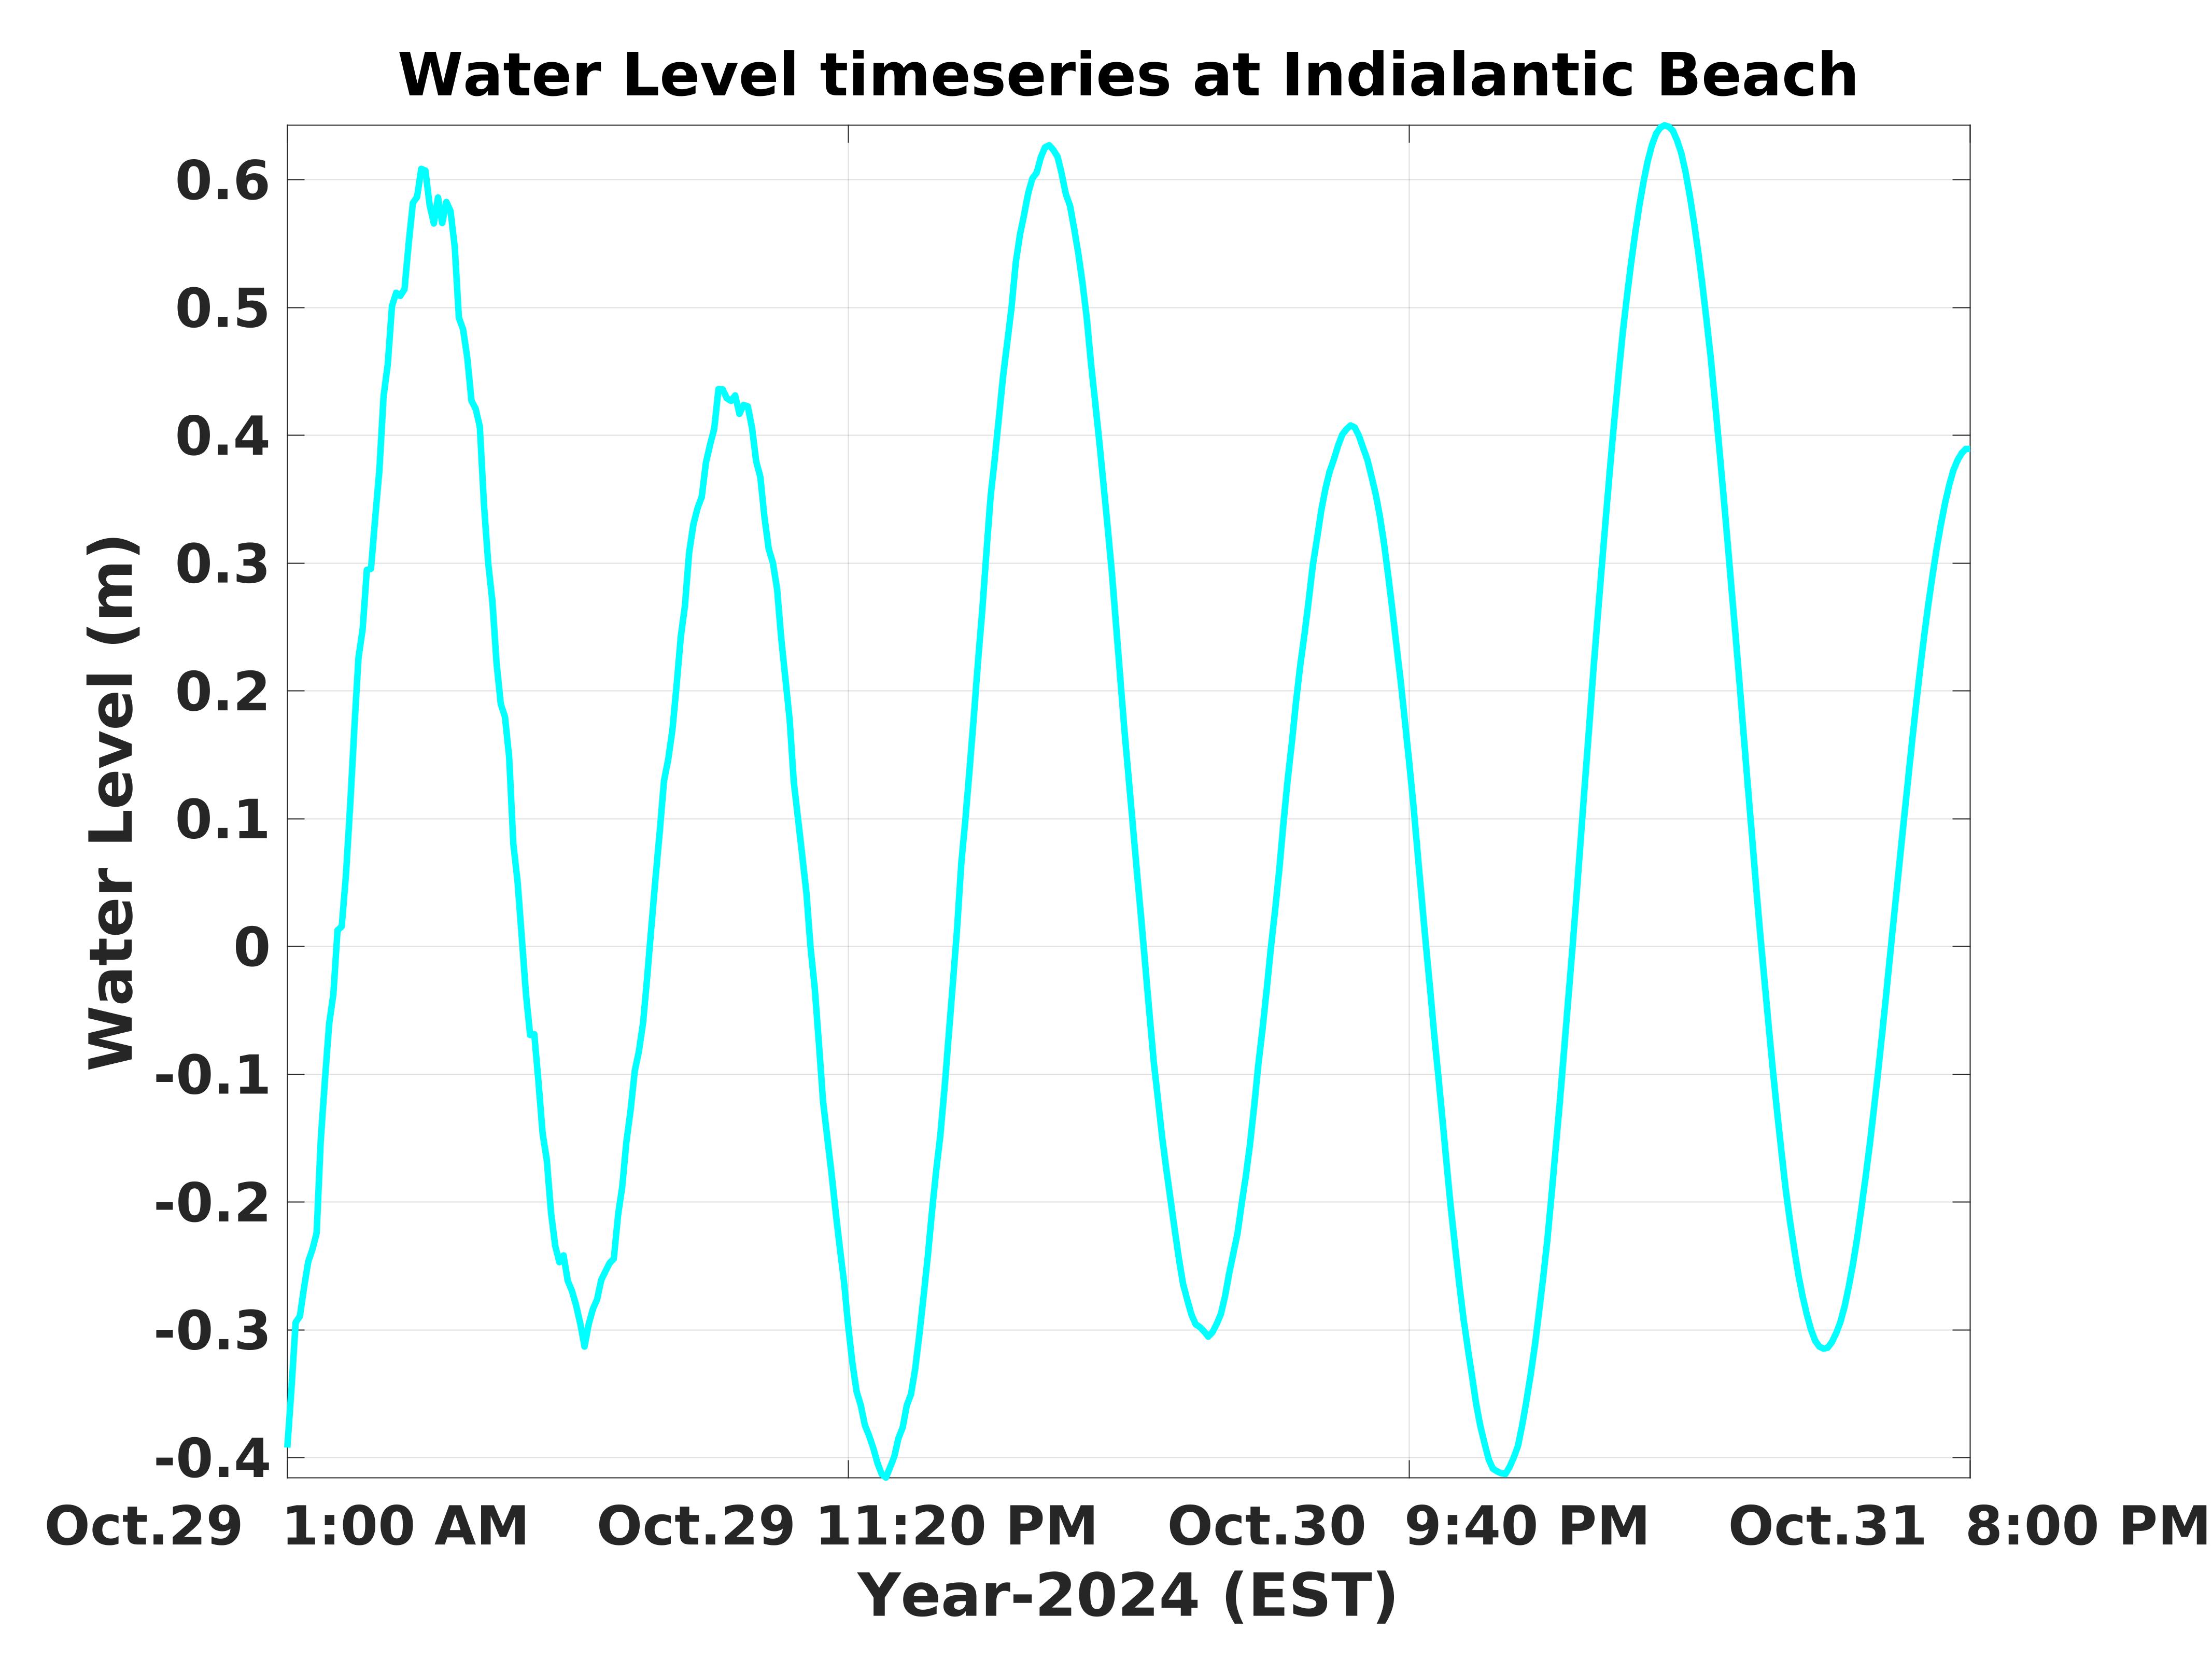 Water Level timeseries at Indialantic Beach
Water Level (m)
0.6
0.5
0.4
0.3
0.2
0.1
0
-0.1
-0.2
-0.3
-0.4
Oct.29 1:00 AM Oct.29 11:20 PM Oct.30 9:40 PM Oct.31 8:00 PM
Year-2024 (EST)